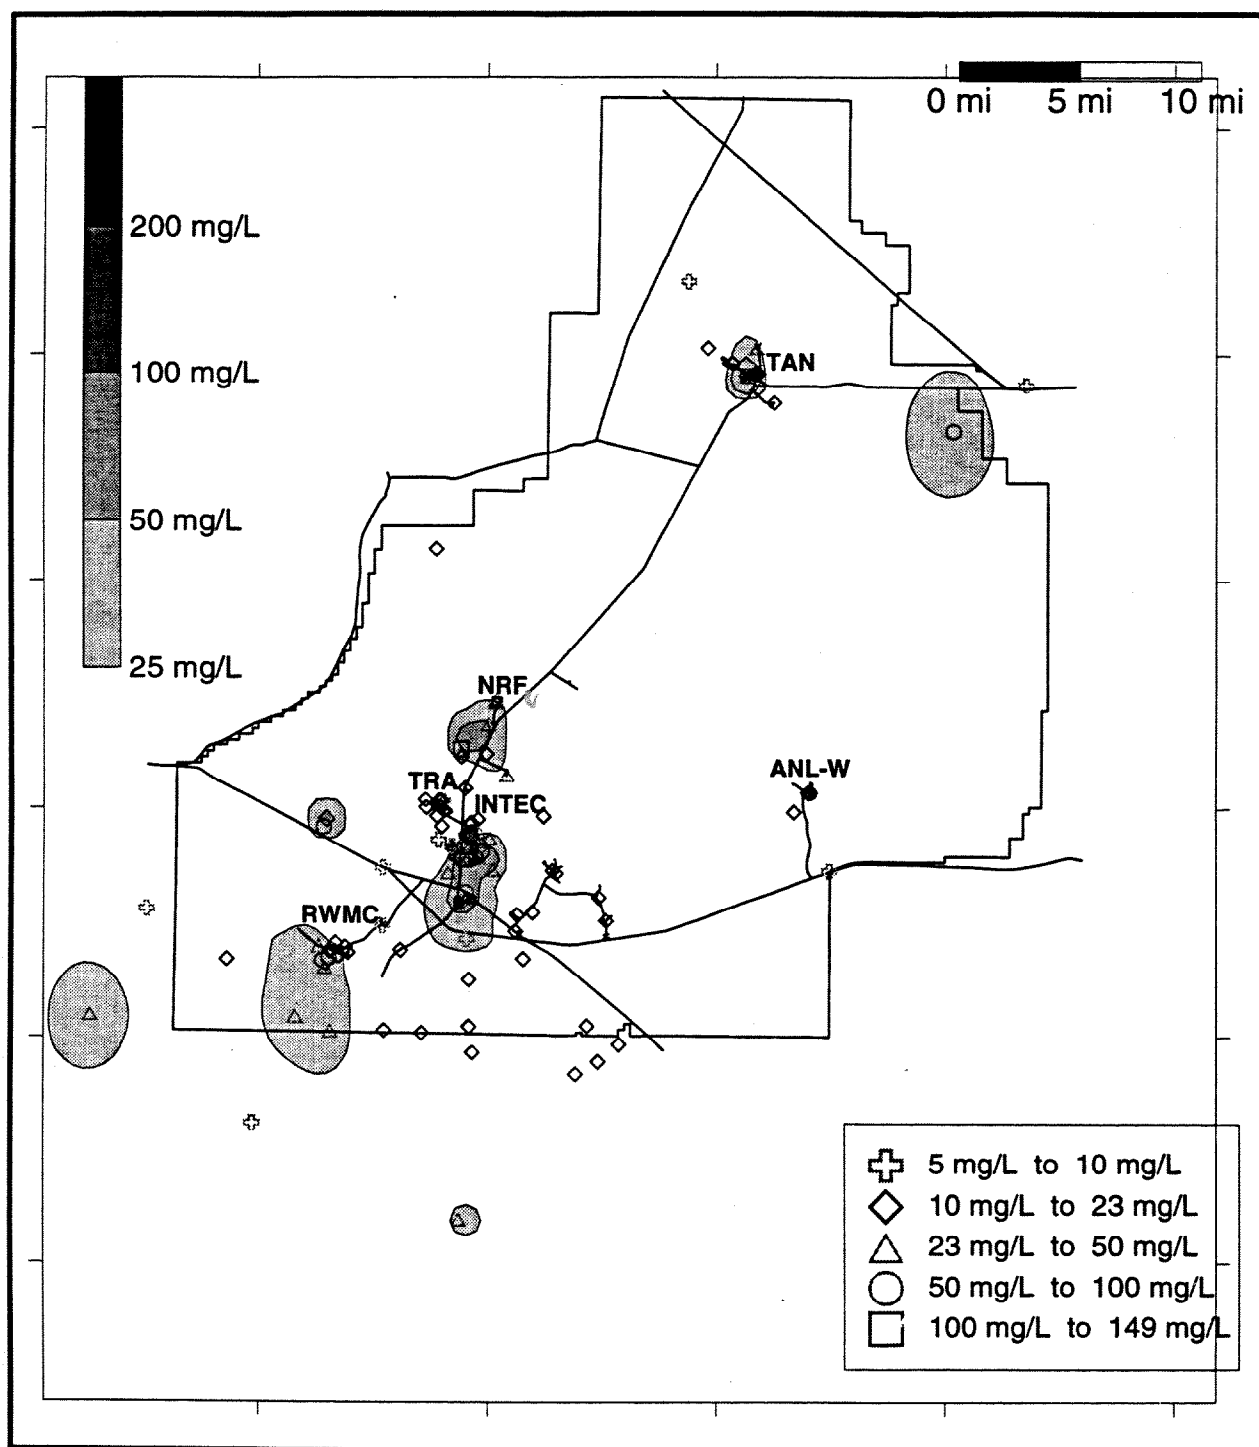 0 mi 5 mi 10 mi
200 mg/L
100 mg/L
50 mg/L
25 mg/L
TAN
NRF
TRA
INTEC
ANL-W
RWMC
5 mg/L to 10 mg/L
10 mg/L to 23 mg/L
23 mg/L to 50 mg/L
50 mg/L to 100 mg/L
100 mg/L to 149 mg/L